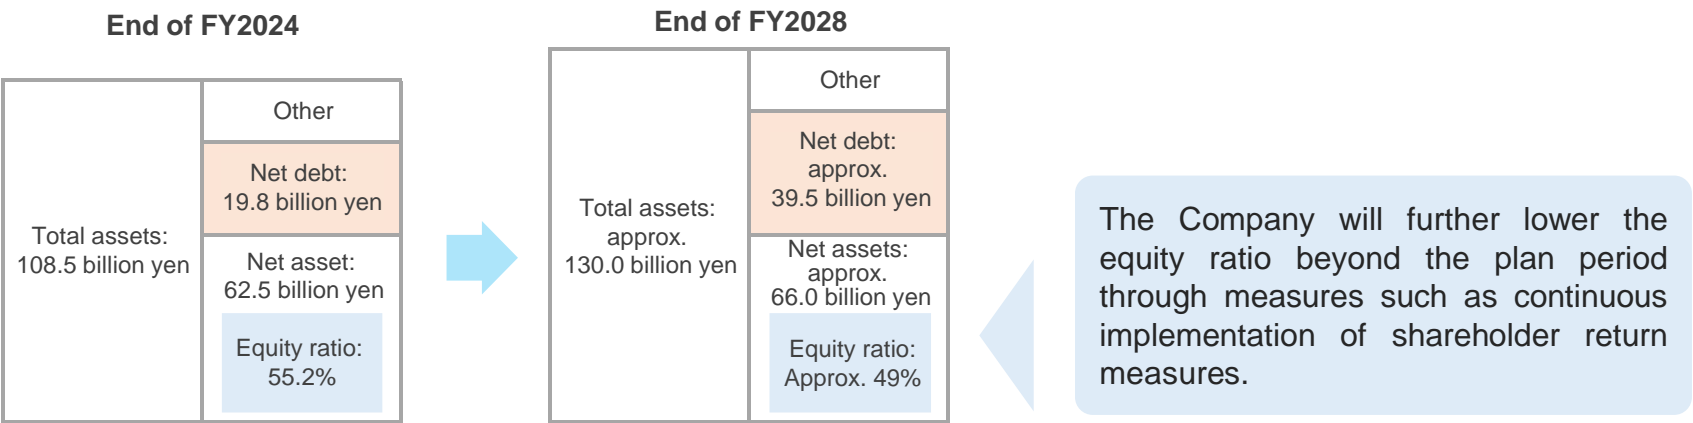 End of FY2024
Total assets:
108.5 billion yen
Other
Net debt:
19.8 billion yen
Net asset:
62.5 billion yen
Equity ratio:
55.2%
End of FY2028
Total assets:
approx.
130.0 billion yen
Other
Net debt:
approx.
39.5 billion yen
Net assets:
approx.
66.0 billion yen
Equity ratio:
Approx. 49%
The Company will further lower the
equity ratio beyond the plan period
through measures such as continuous
implementation of shareholder return
measures.